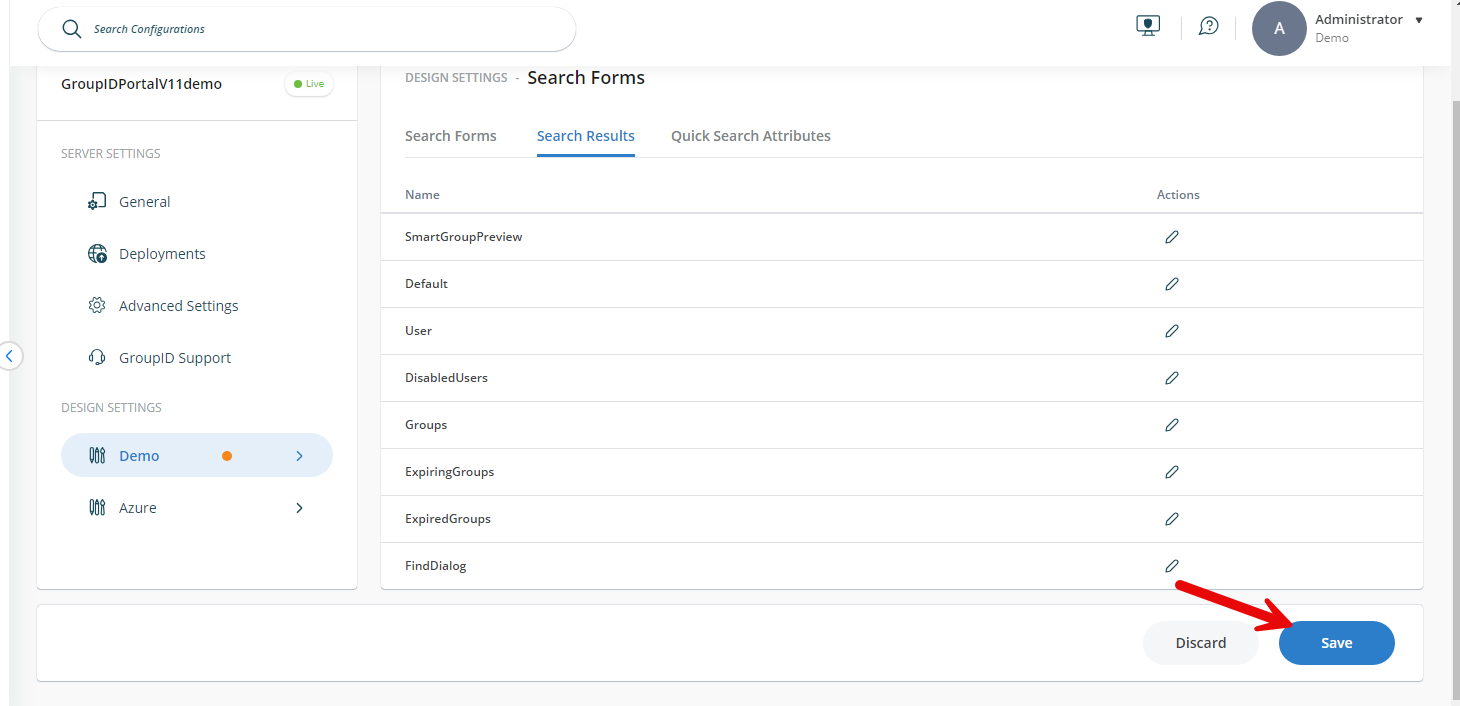 Search Configurations
A
Administrator
Demo
GroupIDPortalV11demo
Live
SERVER SETTINGS
General
Deployments
Advanced Settings
GroupID Support
DESIGN SETTINGS
Demo
Azure
DESIGN SETTINGS - Search Forms
Search Forms
Search Results
Quick Search Attributes
Name
Actions
SmartGroupPreview
Default
User
DisabledUsers
Groups
ExpiringGroups
ExpiredGroups
FindDialog
Discard
Save